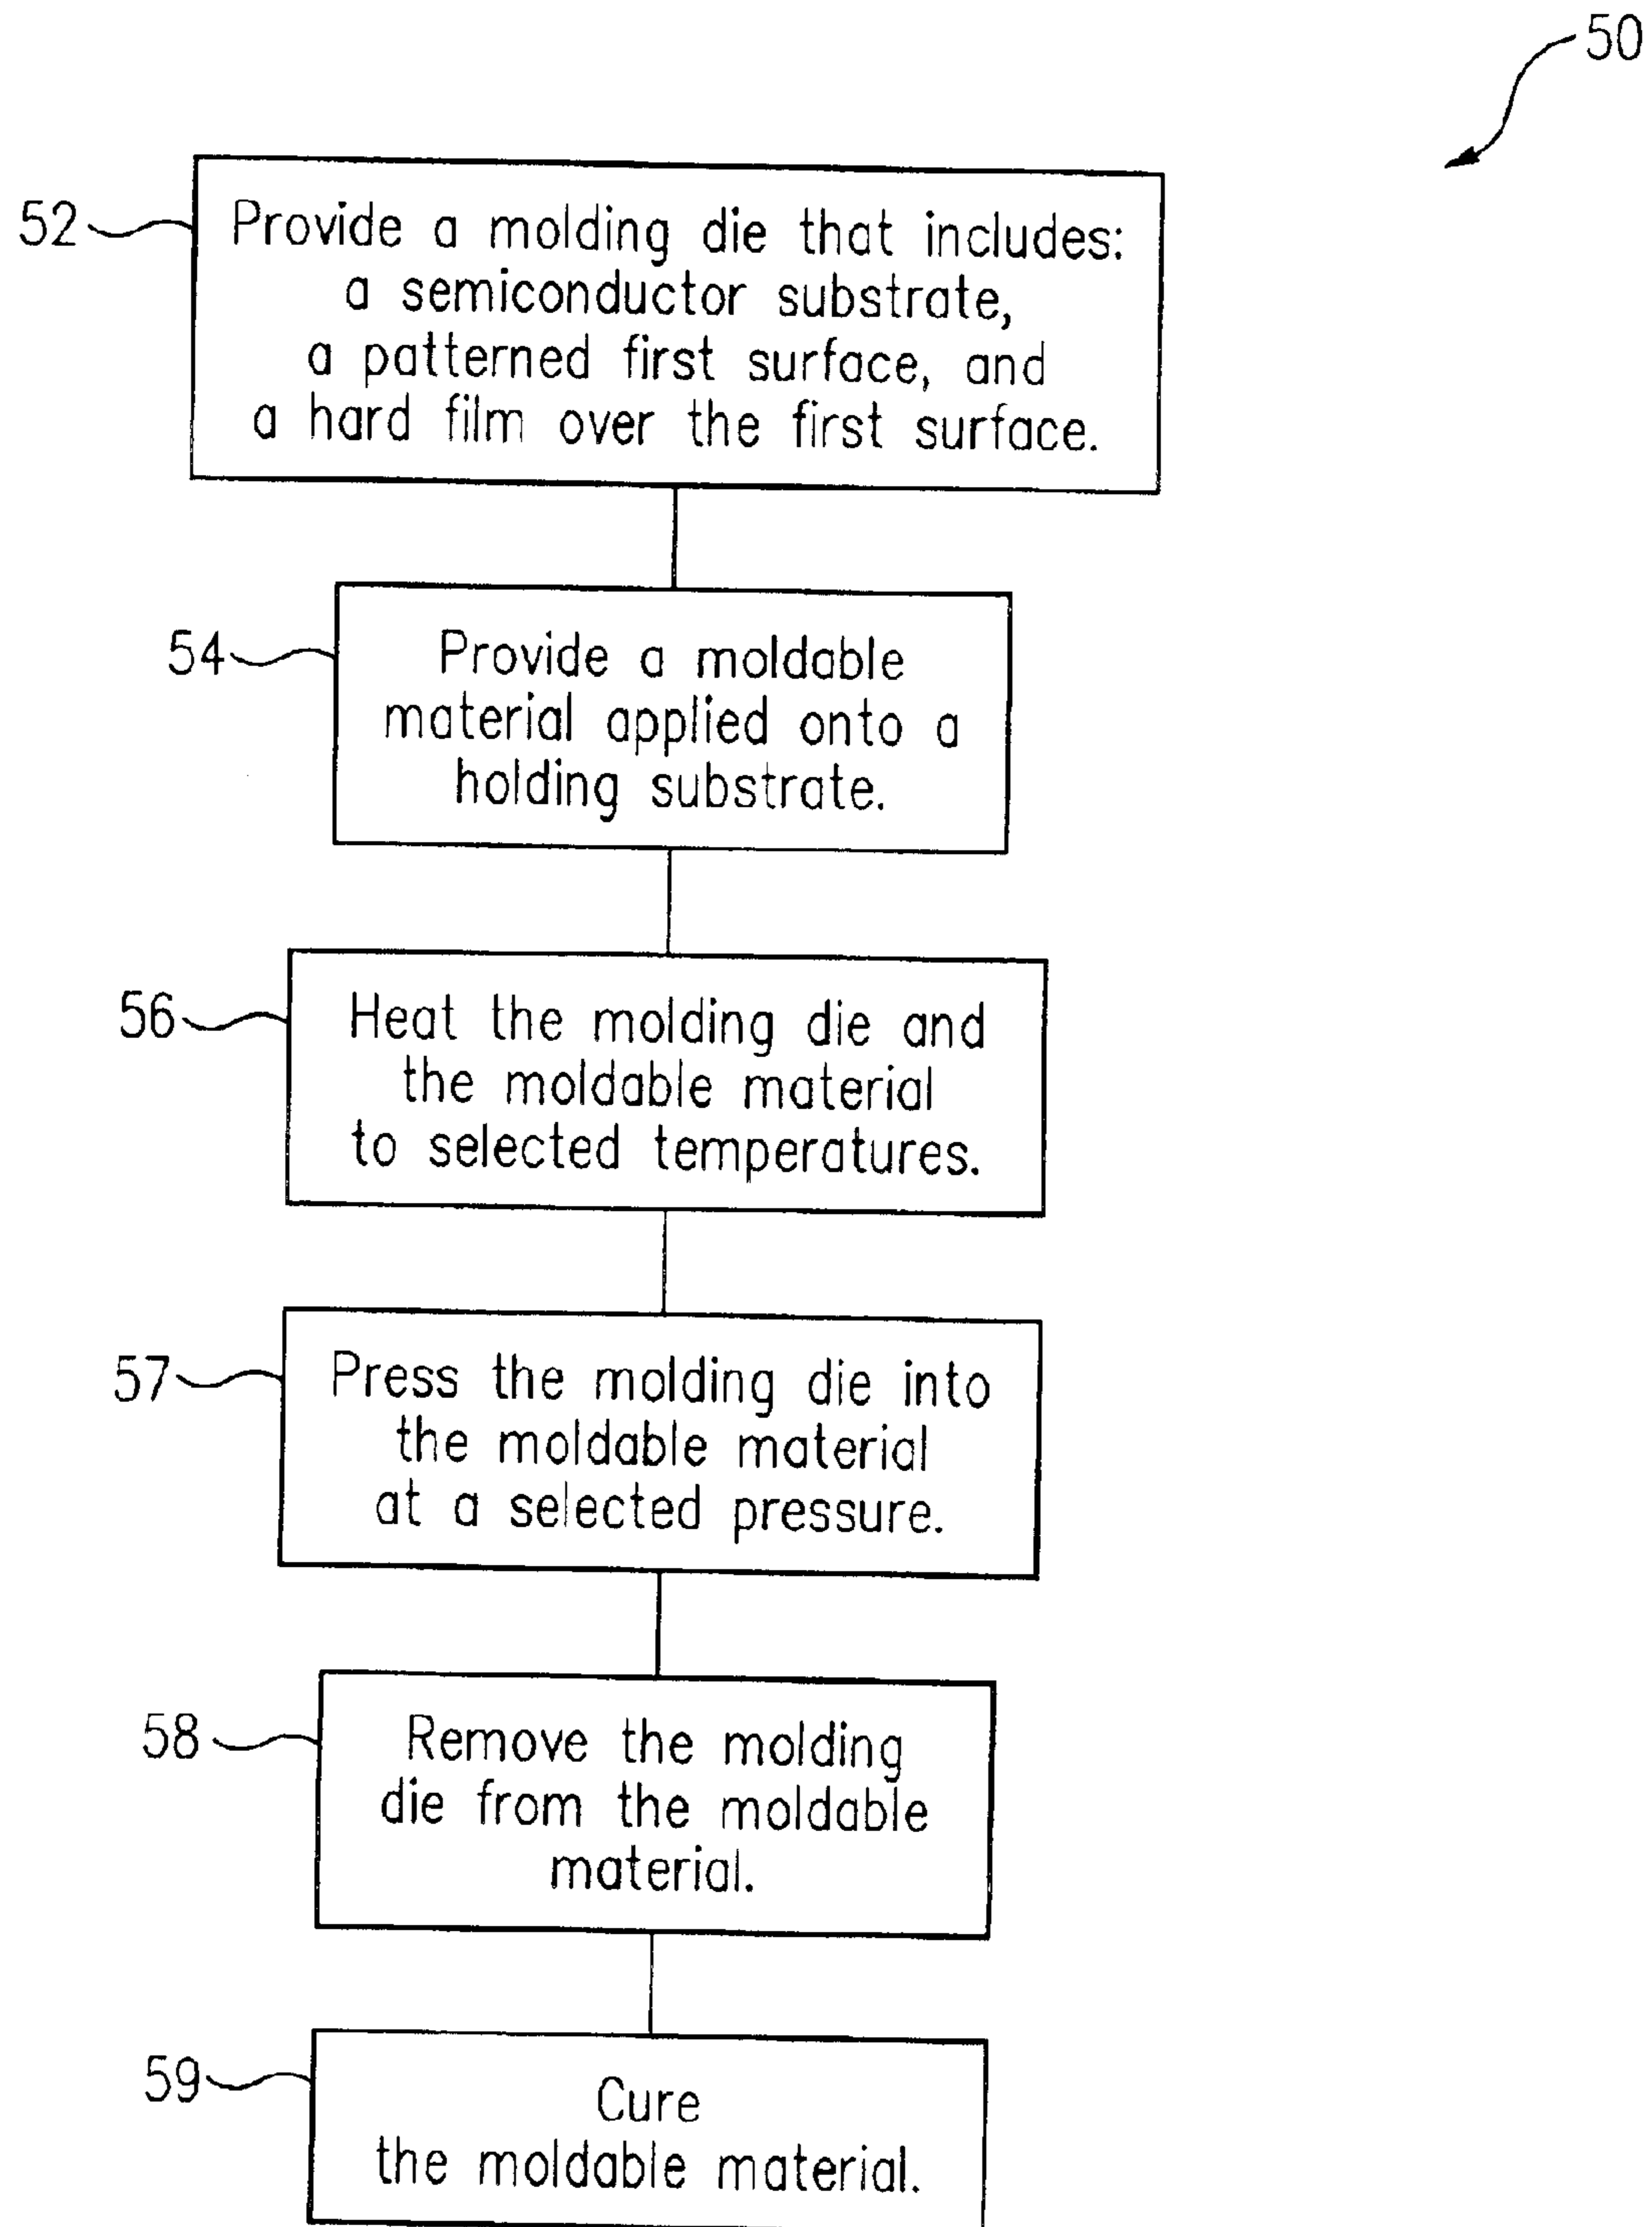 50
52
Provide a molding die that includes:
a semiconductor substrate,
a patterned first surface, and
a hard film over the first surface.
54
Provide a moldable
material applied onto a
holding substrate.
56
Heat the molding die and
the moldable material
to selected temperatures.
57
Press the molding die into
the moldable material
at a selected pressure.
58
Remove the molding
die from the moldable
material.
59
Cure
the moldable material.